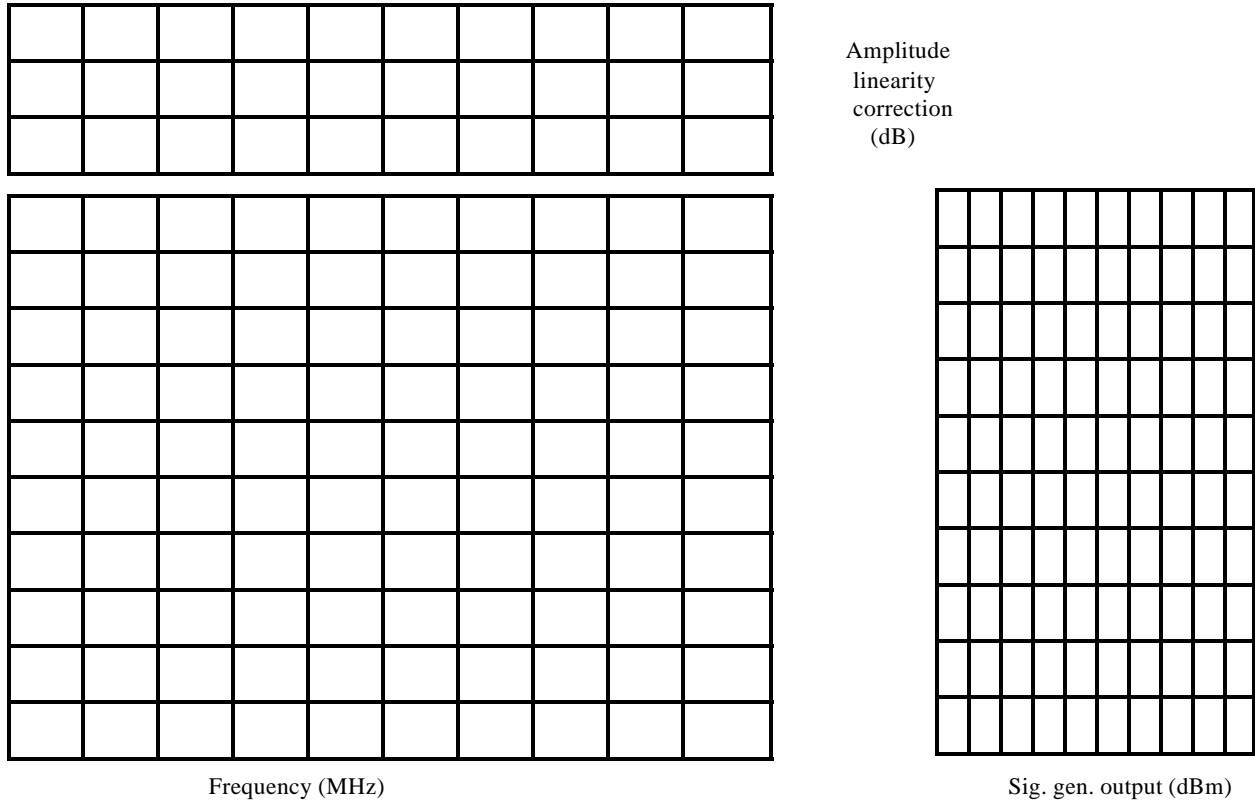 Amplitude
linearity
correction
(dB)
Frequency (MHz)
Sig. gen. output (dBm)